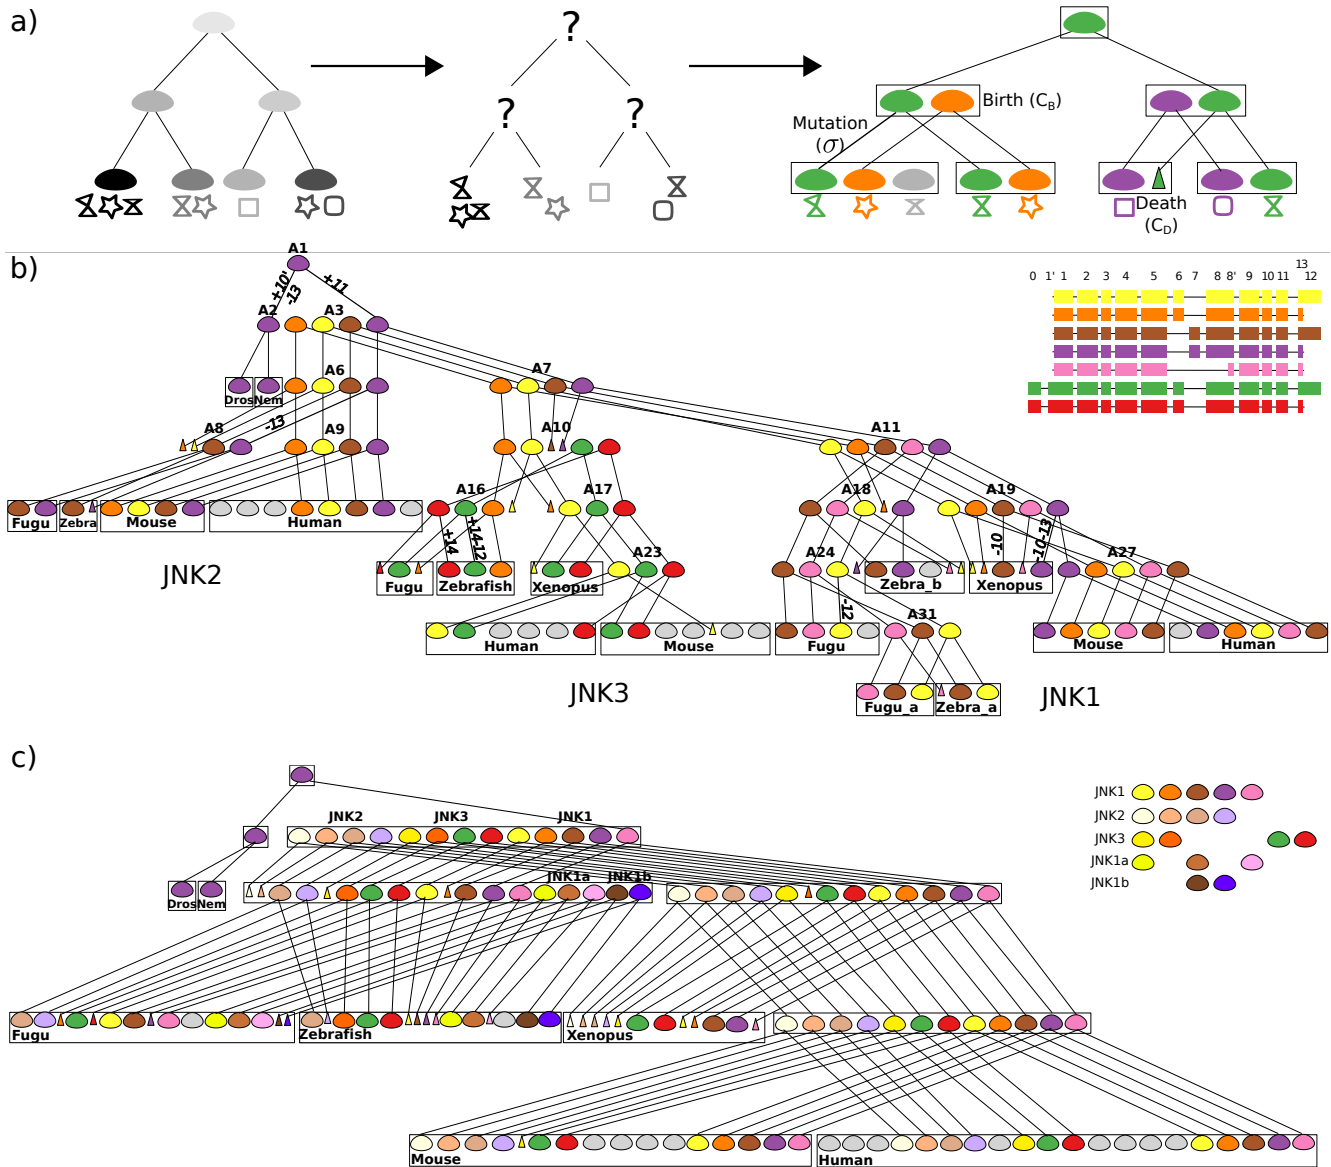 a)
?
? ?
Birth (C_B)
Mutation
(σ)
Death
(C_D)
b)
A1
+10'
-13
+11
A2 A3
A6 A7
Dros Nem
-13
A8 A9 A10 A11
A16 A17 A18 A19
Fugu Zebra Mouse Human
+14
+14-12
-10
-10-13
JNK2
A23 A24 A27
Fugu Zebrafish Xenopus Zebra_b Xenopus
-12
A31
Human Mouse Fugu Mouse Human
JNK3
JNK1
Fugu_a Zebra_a
13
0 1' 1 2 3 4 5 6 7 8 8' 9 10 11 12
c)
JNK2 JNK3 JNK1
JNK1a JNK1b
Dros Nem
JNK1
JNK2
JNK3
JNK1a
JNK1b
Fugu Zebrafish Xenopus
Mouse Human